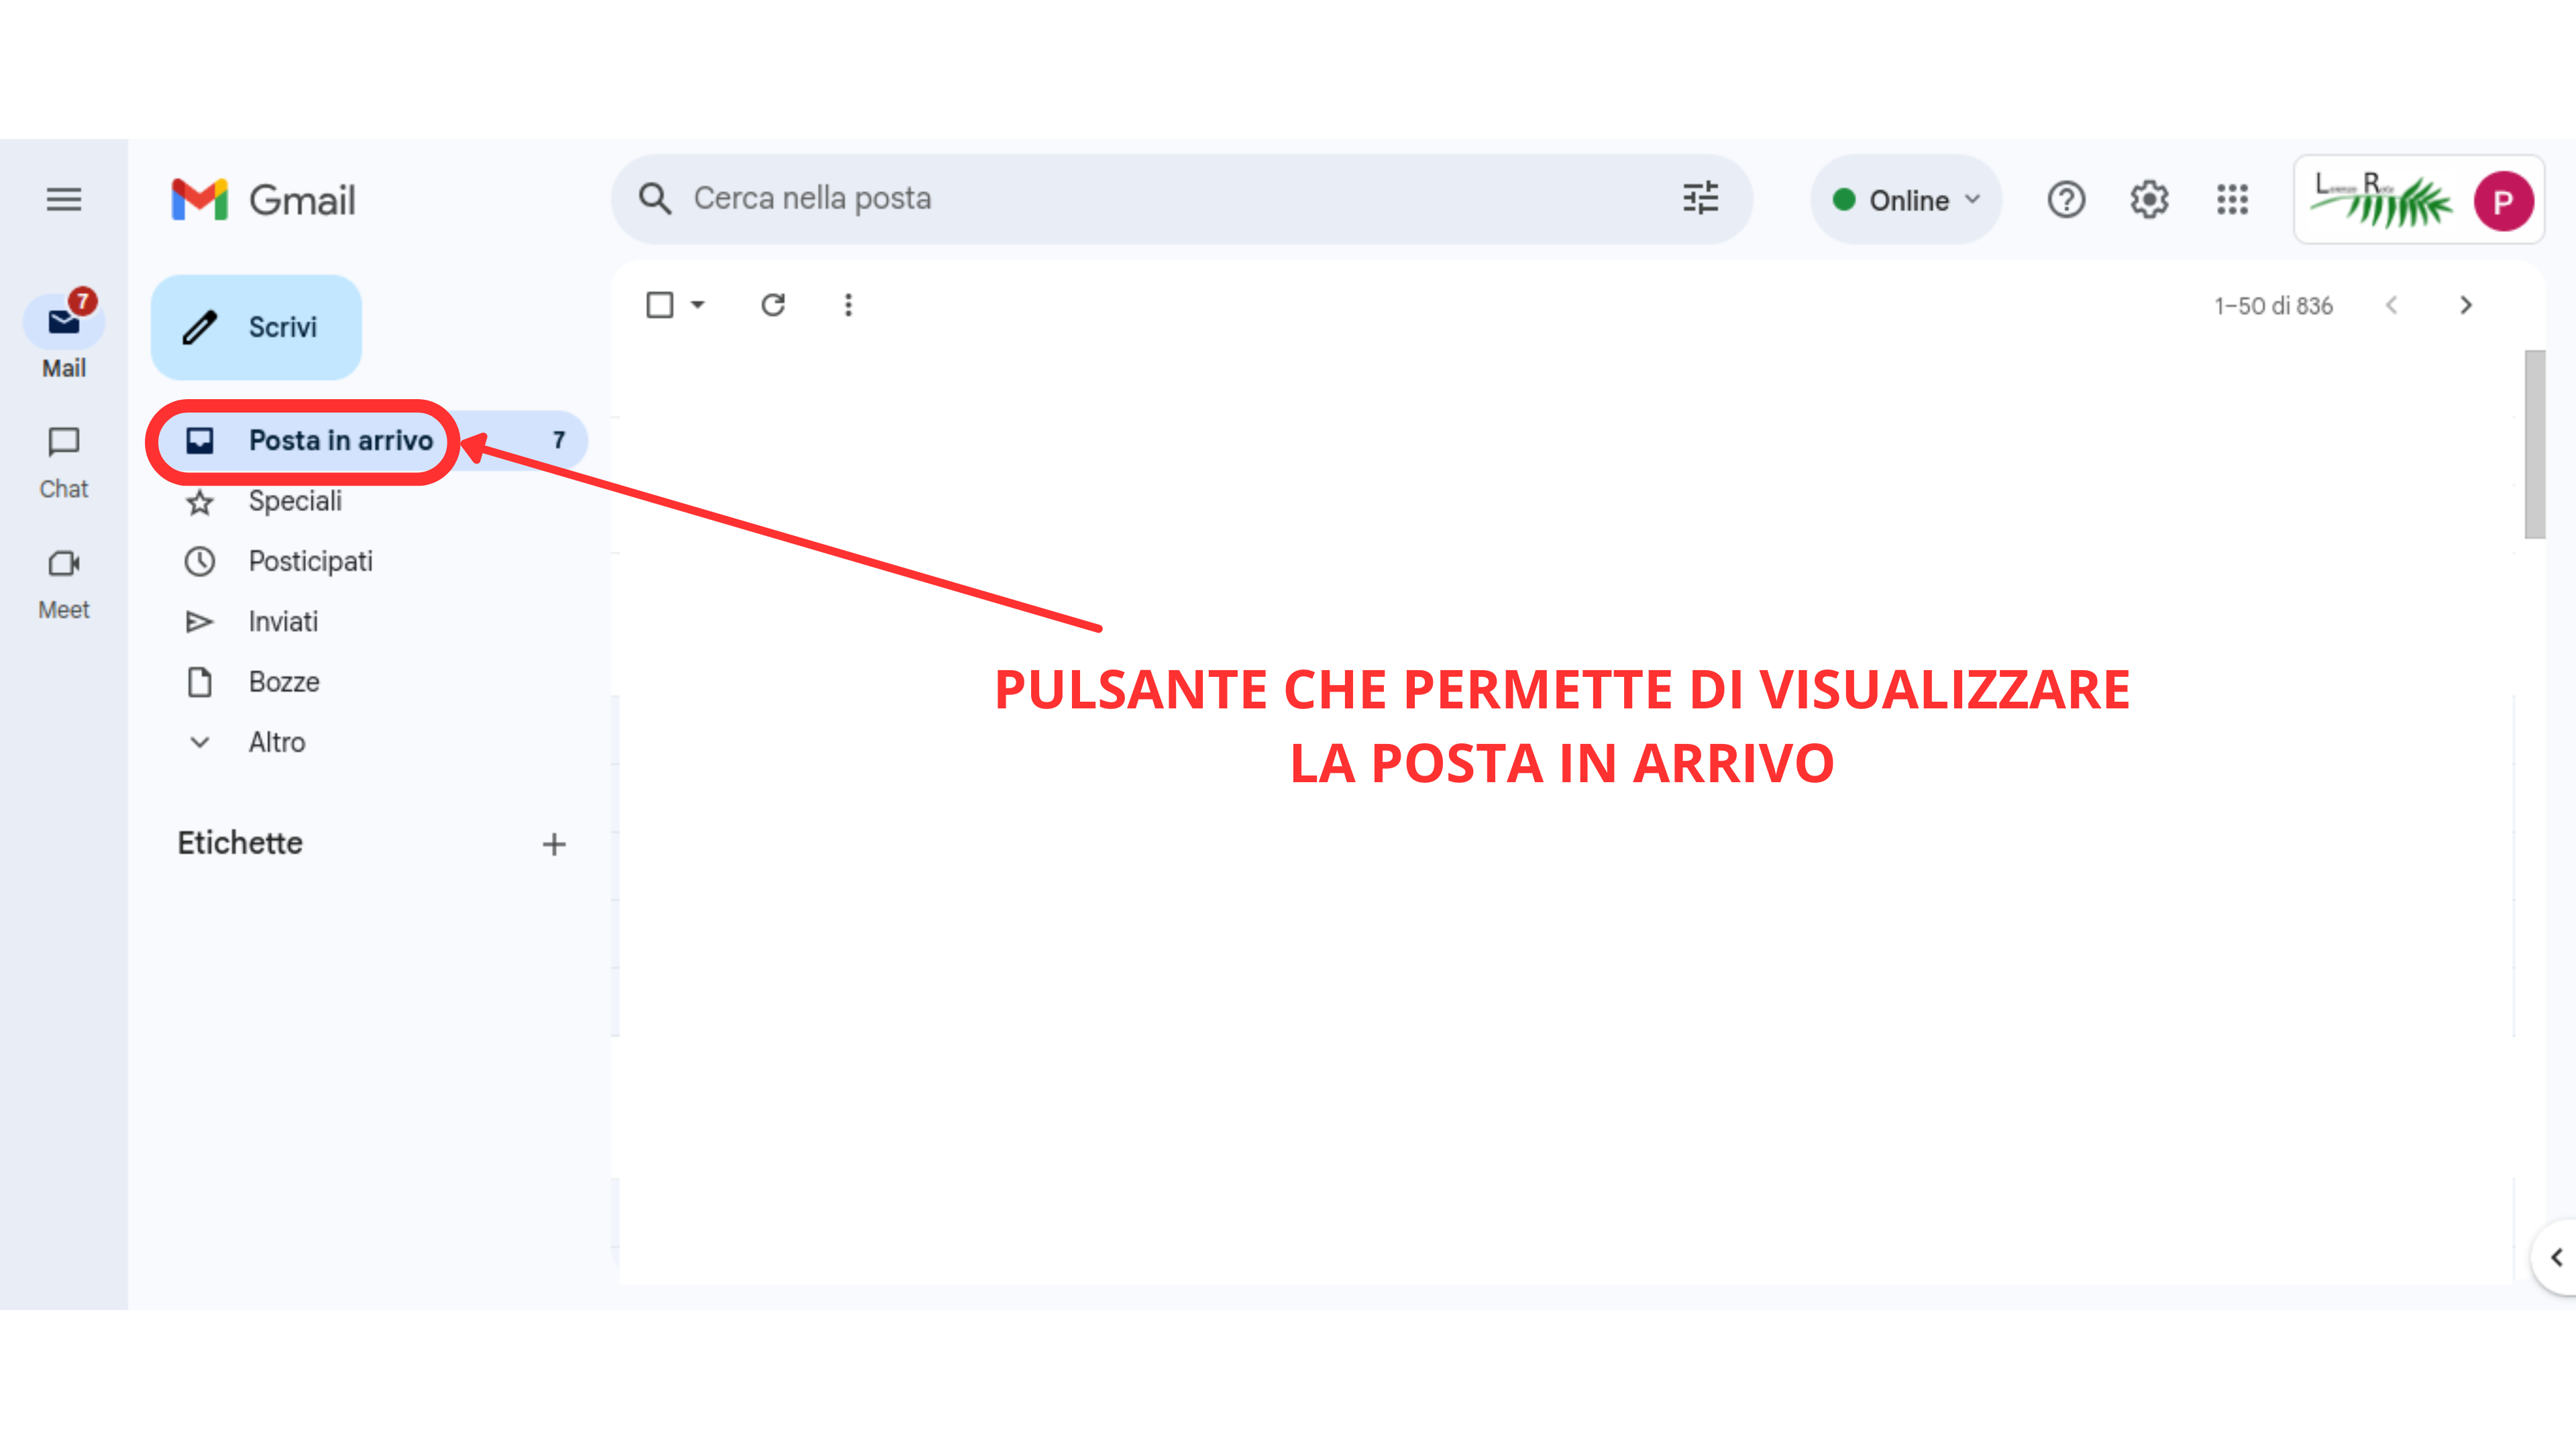 Gmail
Cerca nella posta
Online
P
7
Mail
Chat
Meet
Scrivi
Posta in arrivo 7
Speciali
Posticipati
Inviati
Bozze
Altro
Etichette
1–50 di 836
PULSANTE CHE PERMETTE DI VISUALIZZARE
LA POSTA IN ARRIVO